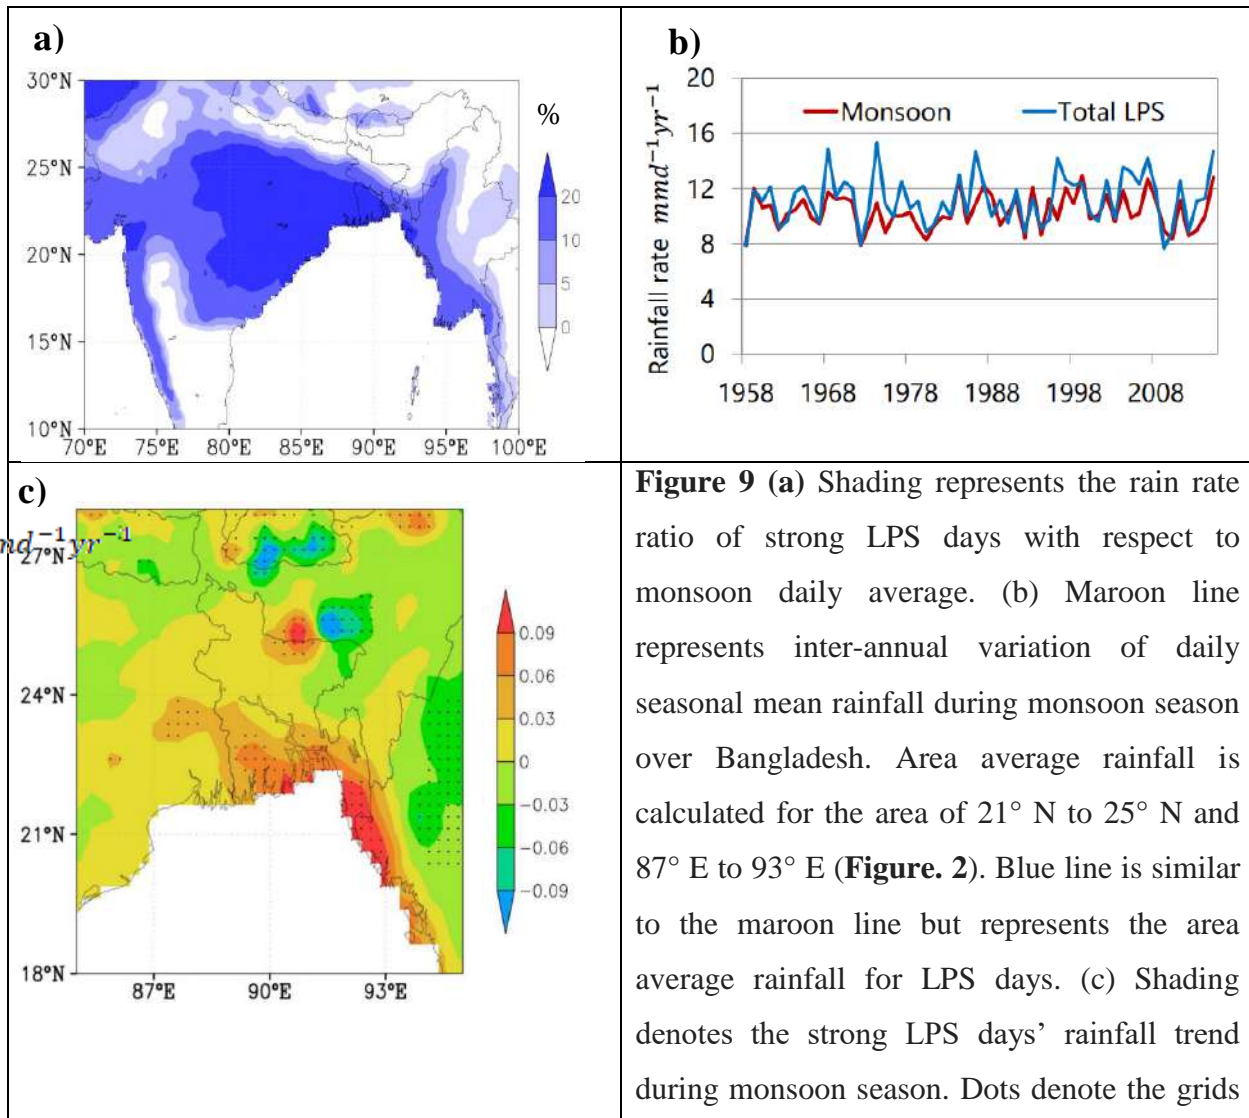 a)
30°N
25°N
20°N
15°N
10°N
70°E 75°E 80°E 85°E 90°E 95°E 100°E
%
20
10
5
0
b)
Rainfall rate mmd⁻¹yr⁻¹
20
16
12
8
4
0
Monsoon Total LPS
1958 1968 1978 1988 1998 2008
c)
nd⁻¹yr⁻¹
27°N
24°N
21°N
18°N
87°E 90°E 93°E
0.09
0.06
0.03
0
−0.03
−0.06
−0.09
Figure 9 (a) Shading represents the rain rate
ratio of strong LPS days with respect to
monsoon daily average. (b) Maroon line
represents inter-annual variation of daily
seasonal mean rainfall during monsoon season
over Bangladesh. Area average rainfall is
calculated for the area of 21° N to 25° N and
87° E to 93° E (Figure. 2). Blue line is similar
to the maroon line but represents the area
average rainfall for LPS days. (c) Shading
denotes the strong LPS days’ rainfall trend
during monsoon season. Dots denote the grids